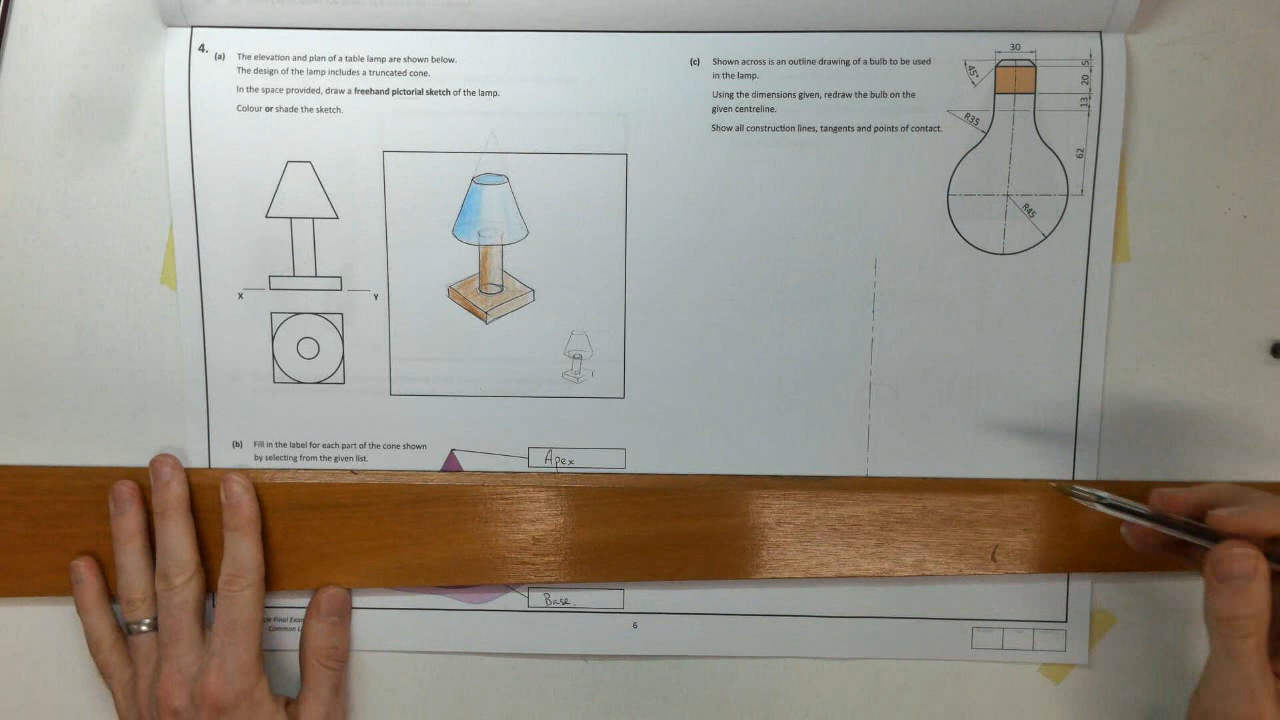 4.
(a) The elevation and plan of a table lamp are shown below.
The design of the lamp includes a truncated cone.
In the space provided, draw a freehand pictorial sketch of the lamp.
Colour or shade the sketch.
X
Y
(b) Fill in the label for each part of the cone shown
by selecting from the given list.
Apex
Base
6
(c) Shown across is an outline drawing of a bulb to be used
in the lamp.
Using the dimensions given, redraw the bulb on the
given centreline.
Show all construction lines, tangents and points of contact.
30
45°
5
20
13
R35
62
R45